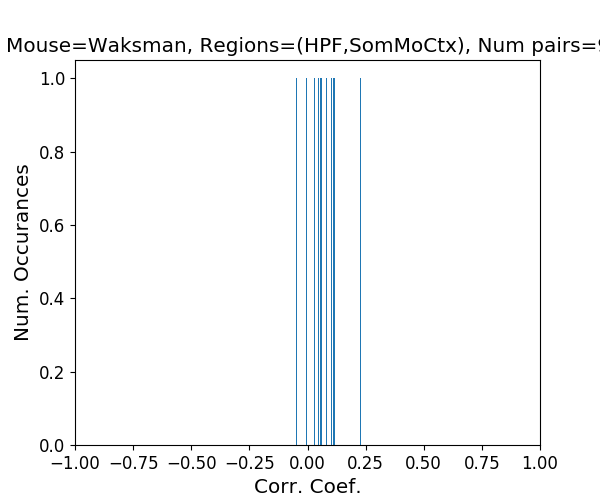 Mouse=Waksman, Regions=(HPF,SomMoCtx), Num pairs=9
1.0
0.8
0.6
0.4
0.2
0.0
Num. Occurances
−1.00 −0.75 −0.50 −0.25 0.00 0.25 0.50 0.75 1.00
Corr. Coef.